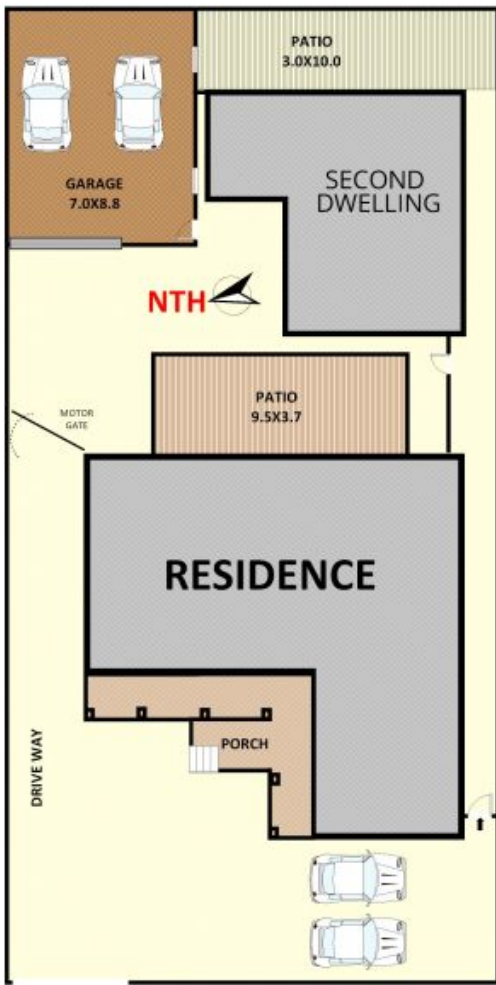 PATIO
3.0X10.0
GARAGE
7.0X8.8
SECOND
DWELLING
NTH
PATIO
9.5X3.7
MOTOR
GATE
RESIDENCE
PORCH
DRIVE WAY